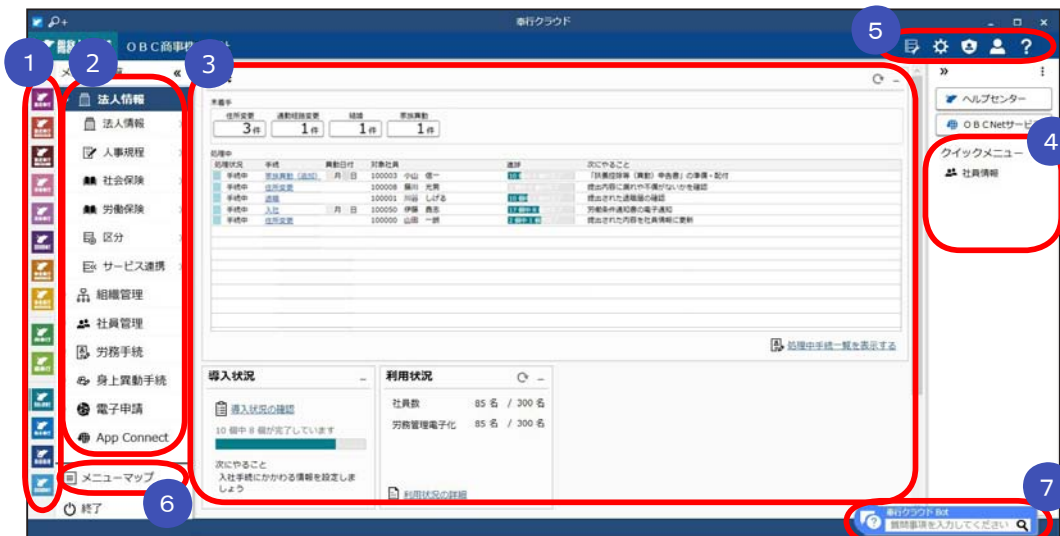 奉行クラウド
OBC商事
5
1
2
3
«
»
法人情報
法人情報
人事規程
社会保険
労働保険
区分
サービス連携
組織管理
社員管理
労務手続
身上異動手続
電子申請
App Connect
メニューマップ
6
終了
未着手
住所変更 通勤経路変更 結婚 家族異動
3件 1件 1件 1件
処理中
処理状況 手続 異動日付 対象社員 進捗 次にやること
手続中 家族異動（追加） 月 日 100003 小山 信一 「扶養控除等（異動）申告書」の準備・配付
手続中 住所変更 100008 藤川 光男 提出内容に漏れや不備がないかを確認
手続中 退職 100001 川谷 しげる 提出された退職届の確認
手続中 入社 月 日 100050 伊藤 労働条件通知書の電子通知
手続中 住所変更 100000 山田 一朗 提出された内容を社員情報に更新
処理中手続一覧を表示する
導入状況
導入状況の確認
10 個中 8 個が完了しています
次にやること
入社手続にかかわる情報を設定しま
しょう
利用状況
社員数 85 名 / 300 名
労務管理電子化 85 名 / 300 名
利用状況の詳細
ヘルプセンター
OBCNetサービ
4
クイックメニュー
社員情報
7
奉行クラウド Bot
質問事項を入力してください